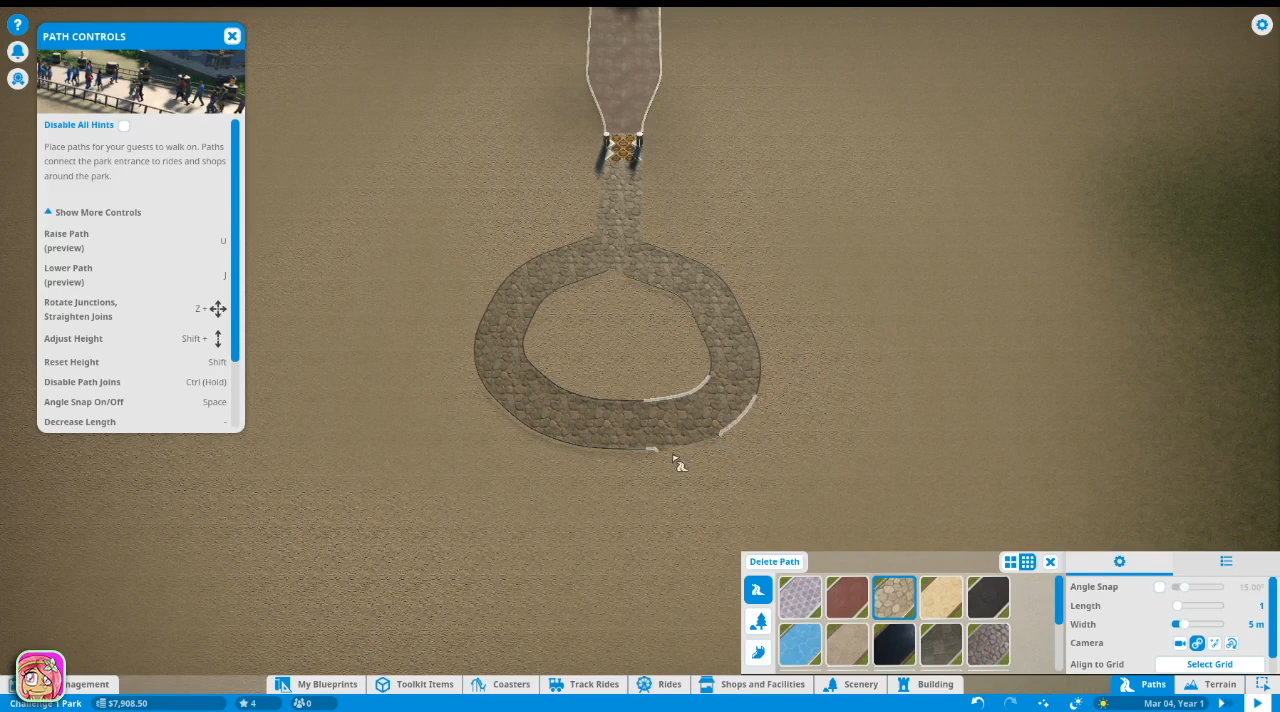 ?
PATH CONTROLS
Disable All Hints
Place paths for your guests to walk on. Paths
connect the park entrance to rides and shops
around the park.
Show More Controls
Raise Path
(preview)
U
Lower Path
(preview)
J
Rotate Junctions,
Straighten Joins
Z +
Adjust Height
Shift +
Reset Height
Shift
Disable Path Joins
Ctrl (Hold)
Angle Snap On/Off
Space
Decrease Length
-
Delete Path
Angle Snap
15.00°
Length
1
Width
5 m
Camera
Align to Grid
Select Grid
nagement
My Blueprints
Toolkit Items
Coasters
Track Rides
Rides
Shops and Facilities
Scenery
Building
Paths
Terrain
Challenge 1 Park
$7,908.50
4
0
Mar 04, Year 1